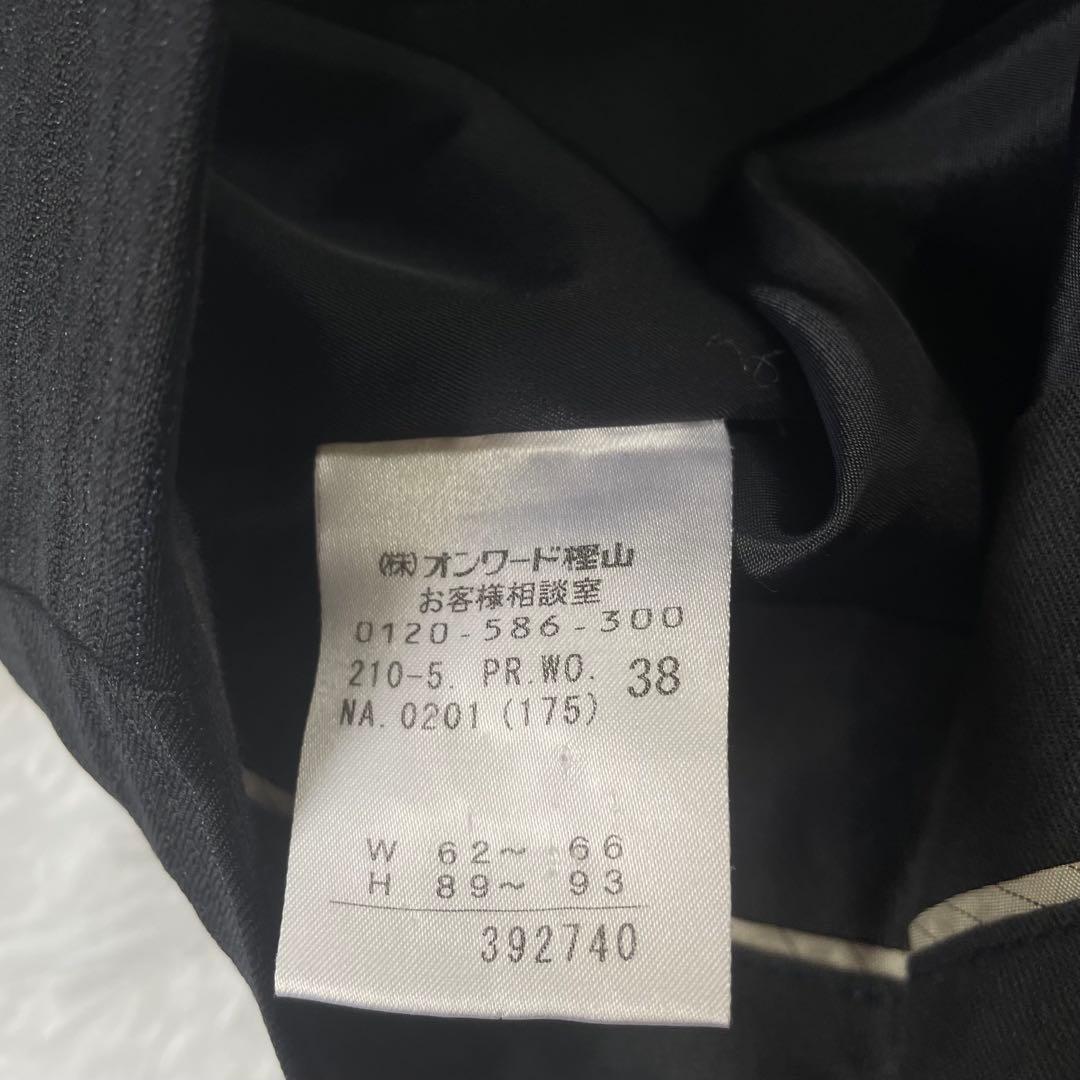 (株)オンワード樫山
お客様相談室
0120-586-300
210-5. PR.WO. 38
NA.0201(175)
W 62~ 66
H 89~ 93
392740